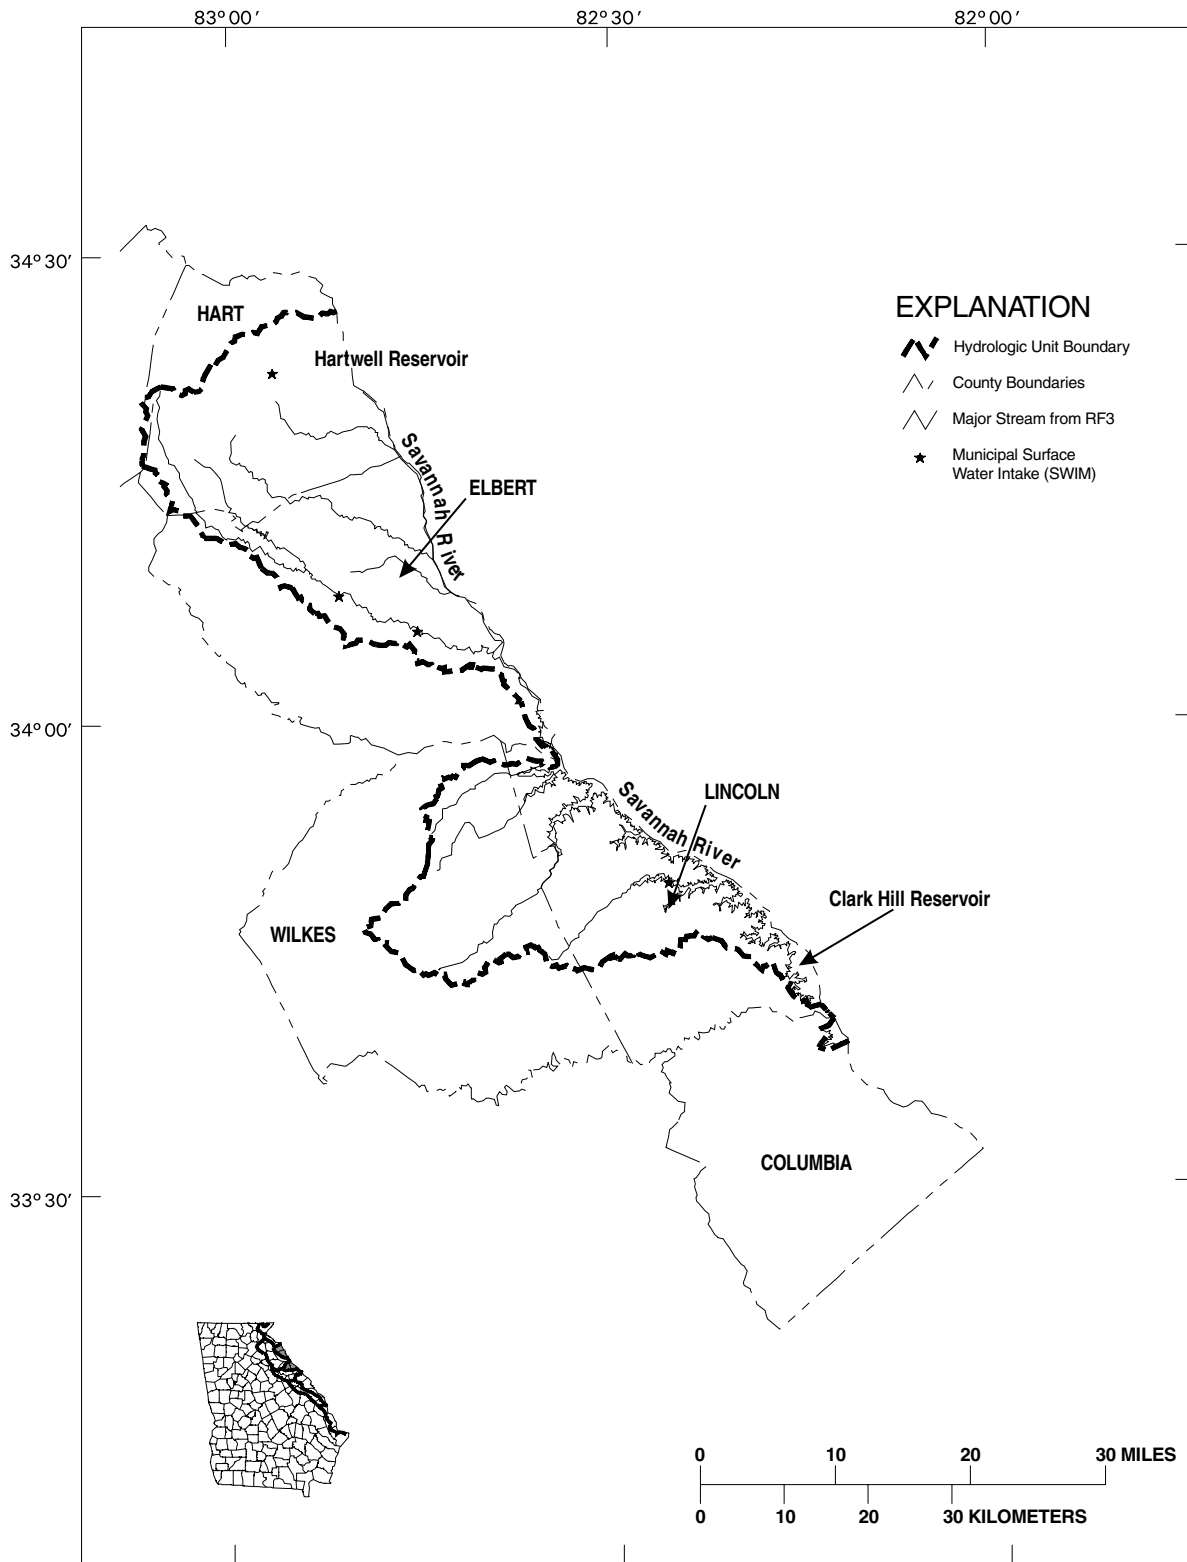 83°00′ 82°30′ 82°00′
34°30′
HART
EXPLANATION
Hydrologic Unit Boundary
Hartwell Reservoir
County Boundaries
Major Stream from RF3
Municipal Surface
Water Intake (SWIM)
Savannah River
ELBERT
34°00′
Savannah River
LINCOLN
Clark Hill Reservoir
WILKES
COLUMBIA
33°30′
0 10 20 30 MILES
0 10 20 30 KILOMETERS